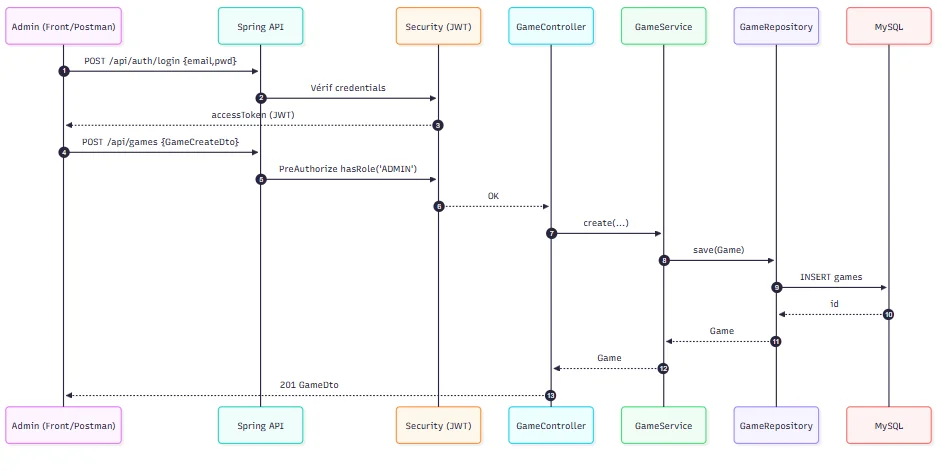 Admin (Front/Postman)
Spring API
Security (JWT)
GameController
GameService
GameRepository
MySQL
1
POST /api/auth/login {email,pwd}
2
Vérif credentials
accessToken (JWT)
3
4
POST /api/games {GameCreateDto}
5
PreAuthorize hasRole('ADMIN')
6
OK
7
create(...)
8
save(Game)
9
INSERT games
id
10
Game
11
Game
12
201 GameDto
13
Admin (Front/Postman)
Spring API
Security (JWT)
GameController
GameService
GameRepository
MySQL